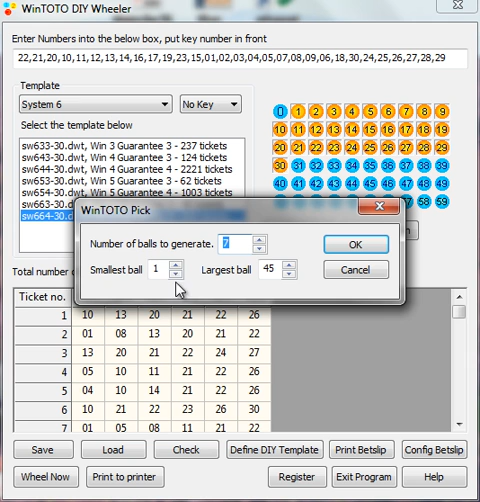 WinTOTO DIY Wheeler
Enter Numbers into the below box, put key number in front
22,21,20,10,11,12,13,14,16,17,19,23,15,01,02,03,04,05,07,08,09,06,18,30,24,25,26,27,28,29
Template
System 6 No Key
Select the template below
sw633-30.dwt, Win 3 Guarantee 3 - 237 tickets
sw643-30.dwt, Win 4 Guarantee 3 - 124 tickets
sw644-30.dwt, Win 4 Guarantee 4 - 2221 tickets
sw653-30.dwt, Win 5 Guarantee 3 - 62 tickets
sw654-30.dwt, Win 5 Guarantee 4 - 1003 tickets
sw663-30.d
sw664-30.d
0 1 2 3 4 5 6 7 8 9
10 11 12 13 14 15 16 17 18 19
20 21 22 23 24 25 26 27 28 29
30 31 32 33 34 35 36 37 38 39
40 41 42 43 44 45 46 47 48 49
59
WinTOTO Pick
Number of balls to generate. 7 OK
Smallest ball 1 Largest ball 45 Cancel
Total number
Ticket no.
1 10 13 20 21 22 26
2 01 08 13 20 21 22
3 13 20 21 22 24 27
4 05 10 11 21 22 26
5 04 10 14 21 22 26
6 10 21 22 23 26 30
7 01 05 08 11 21 22
Save Load Check Define DIY Template Print Betslip Config Betslip
Wheel Now Print to printer Register Exit Program Help